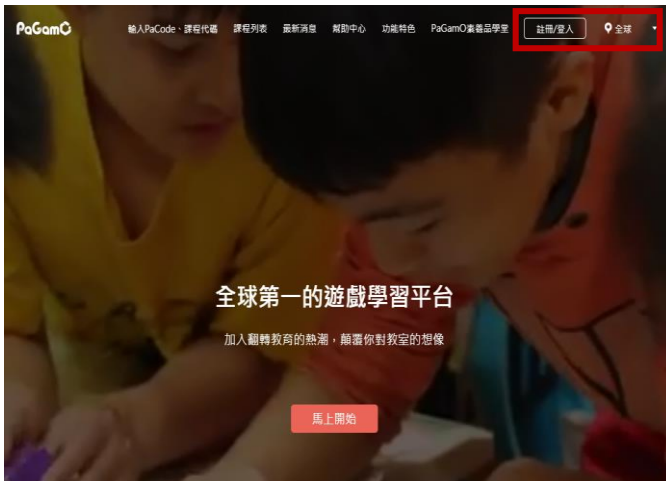 PaGamO
輸入PaCode、課程代碼 課程列表 最新消息 幫助中心 功能特色 PaGamO素養品學堂 註冊/登入 全球
全球第一的遊戲學習平台
加入翻轉教育的熱潮，顛覆你對教室的想像
馬上開始